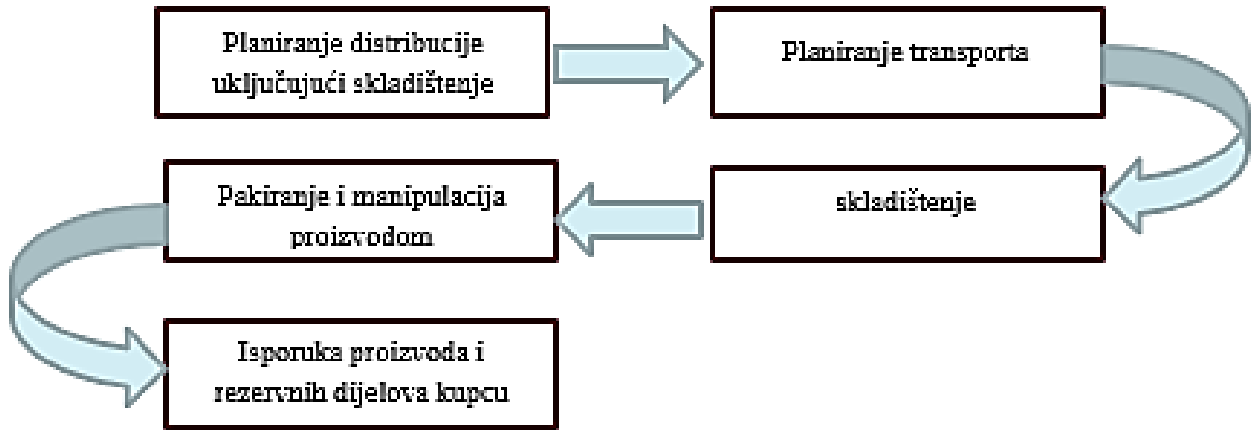 Planiranje distribucije
uključujući skladištenje
Planiranje transporta
skladištenje
Pakiranje i manipulacija
proizvodom
Isporuka proizvoda i
rezervnih dijelova kupcu